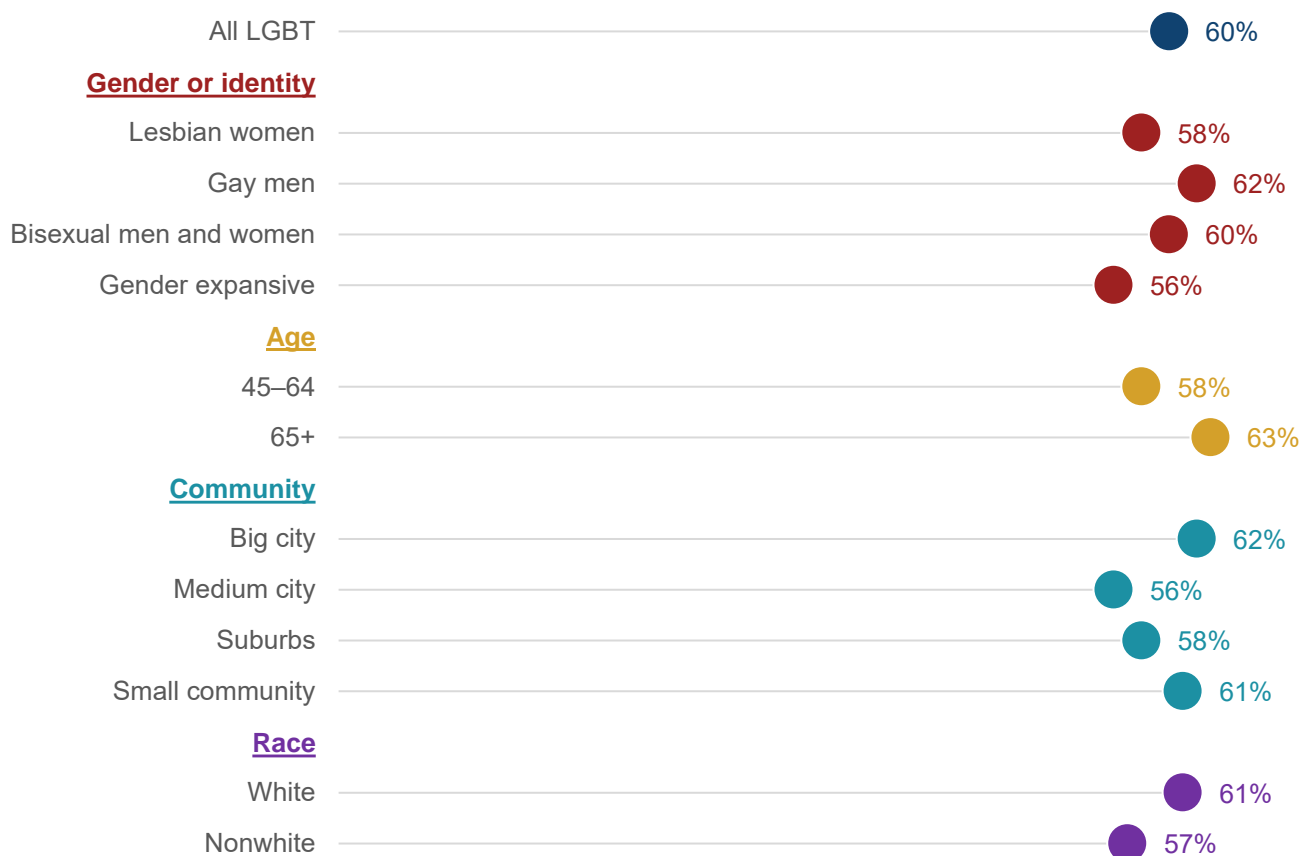 All LGBT 60%
Gender or identity
Lesbian women 58%
Gay men 62%
Bisexual men and women 60%
Gender expansive 56%
Age
45–64 58%
65+ 63%
Community
Big city 62%
Medium city 56%
Suburbs 58%
Small community 61%
Race
White 61%
Nonwhite 57%